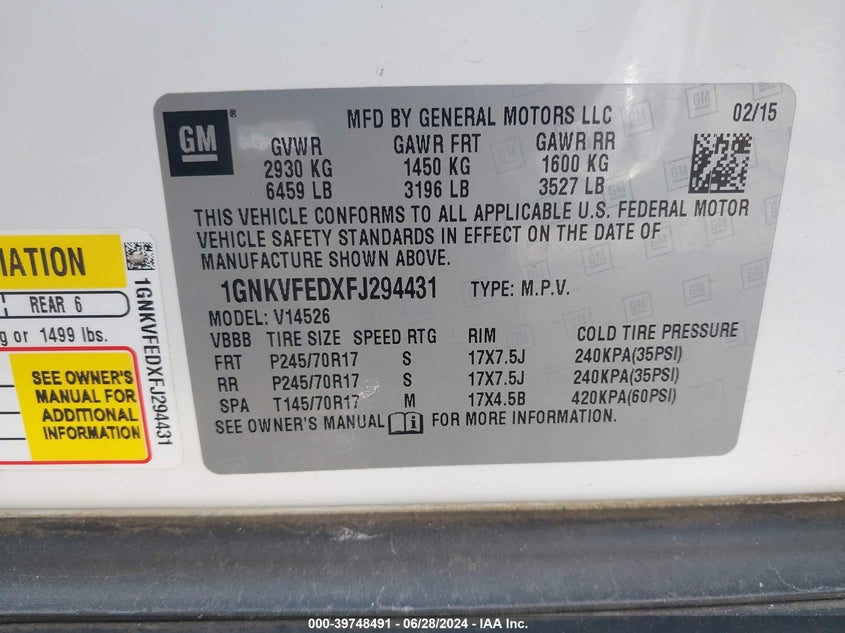 GM
MFD BY GENERAL MOTORS LLC
02/15
GVWR GAWR FRT GAWR RR
2930 KG 1450 KG 1600 KG
6459 LB 3196 LB 3527 LB
THIS VEHICLE CONFORMS TO ALL APPLICABLE U.S. FEDERAL MOTOR
VEHICLE SAFETY STANDARDS IN EFFECT ON THE DATE OF
MANUFACTURE SHOWN ABOVE.
1GNKVFEDXFJ294431 TYPE: M.P.V.
MODEL: V14526
VBBB TIRE SIZE SPEED RTG RIM COLD TIRE PRESSURE
FRT P245/70R17 S 17X7.5J 240KPA(35PSI)
RR P245/70R17 S 17X7.5J 240KPA(35PSI)
SPA T145/70R17 M 17X4.5B 420KPA(60PSI)
SEE OWNER'S MANUAL FOR MORE INFORMATION.
REAR 6
or 1499 lbs.
SEE OWNER'S
MANUAL FOR
ADDITIONAL
INFORMATION
1GNKVFEDXFJ294431
000-39748491 - 06/28/2024 - IAA Inc.